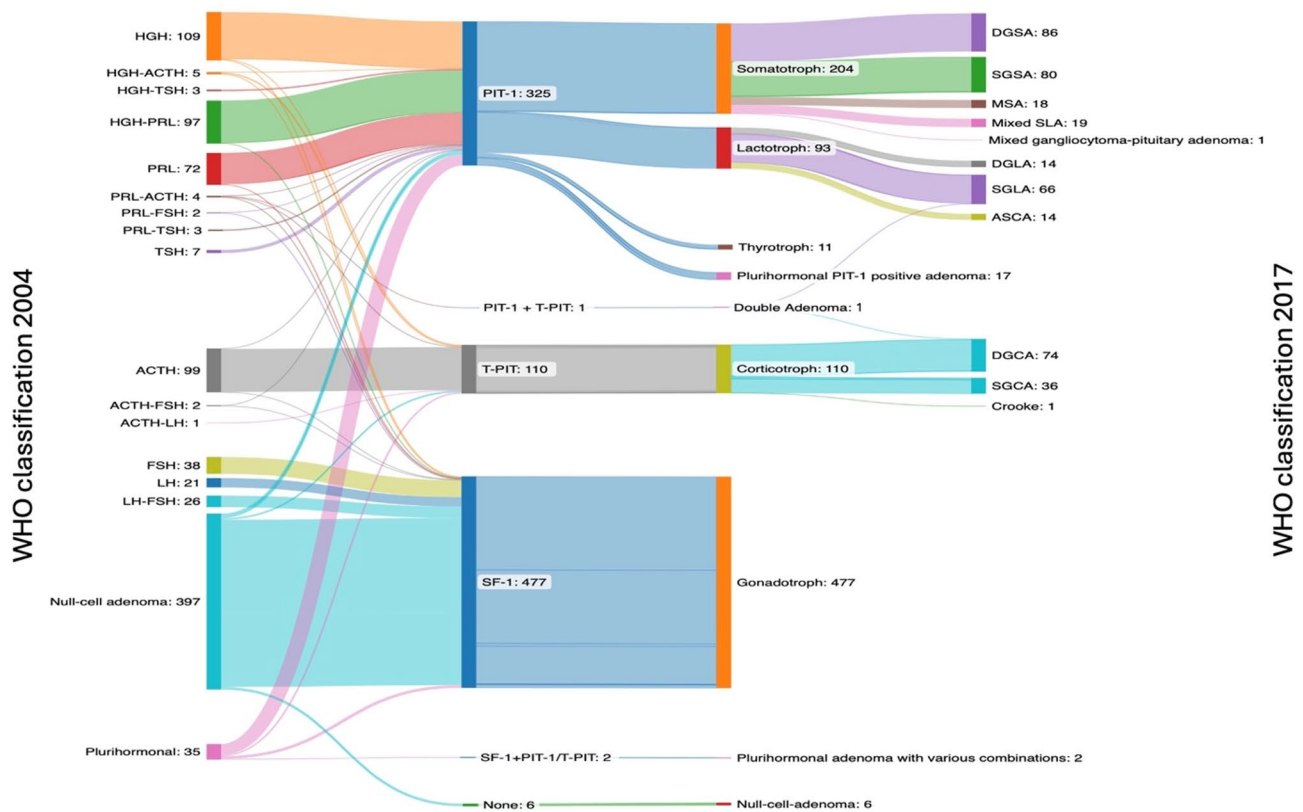 WHO classification 2004
HGH: 109
HGH-ACTH: 5
HGH-TSH: 3
HGH-PRL: 97
PRL: 72
PRL-ACTH: 4
PRL-FSH: 2
PRL-TSH: 3
TSH: 7
ACTH: 99
ACTH-FSH: 2
ACTH-LH: 1
FSH: 38
LH: 21
LH-FSH: 26
Null-cell adenoma: 397
Plurihormonal: 35
PIT-1: 325
PIT-1 + T-PIT: 1
T-PIT: 110
SF-1: 477
SF-1+PIT-1/T-PIT: 2
None: 6
Somatotroph: 204
Lactotroph: 93
Thyrotroph: 11
Plurihormonal PIT-1 positive adenoma: 17
Double Adenoma: 1
Corticotroph: 110
Gonadotroph: 477
Plurihormonal adenoma with various combinations: 2
Null-cell-adenoma: 6
DGSA: 86
SGSA: 80
MSA: 18
Mixed SLA: 19
Mixed gangliocytoma-pituitary adenoma: 1
DGLA: 14
SGLA: 66
ASCA: 14
DGCA: 74
SGCA: 36
Crooke: 1
WHO classification 2017